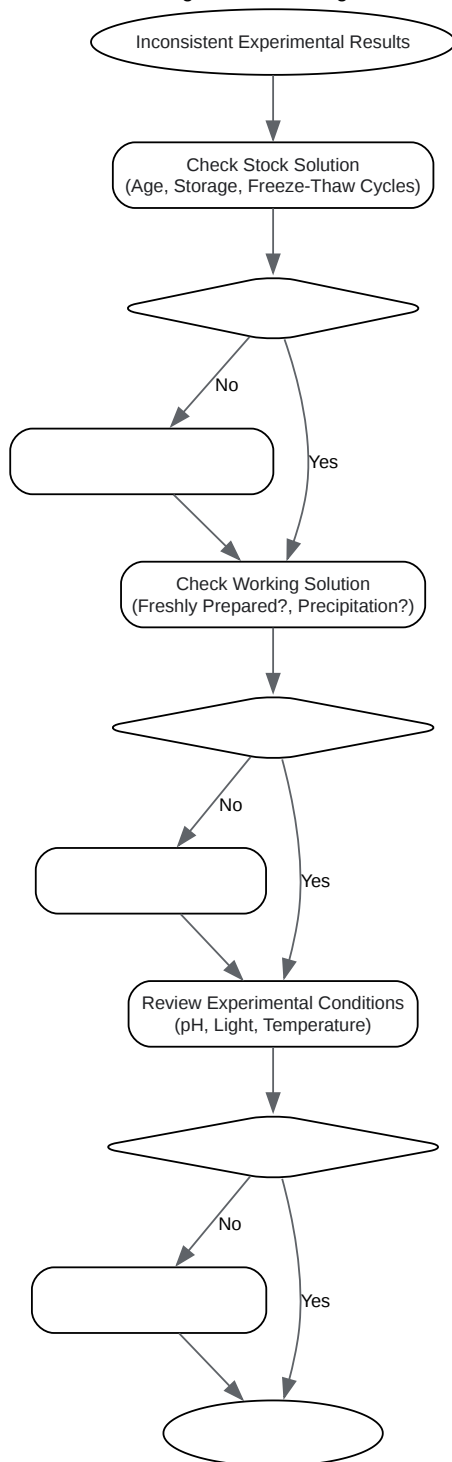 Inconsistent Experimental Results
Check Stock Solution
(Age, Storage, Freeze-Thaw Cycles)
No
Yes
Check Working Solution
(Freshly Prepared?, Precipitation?)
No
Yes
Review Experimental Conditions
(pH, Light, Temperature)
No
Yes